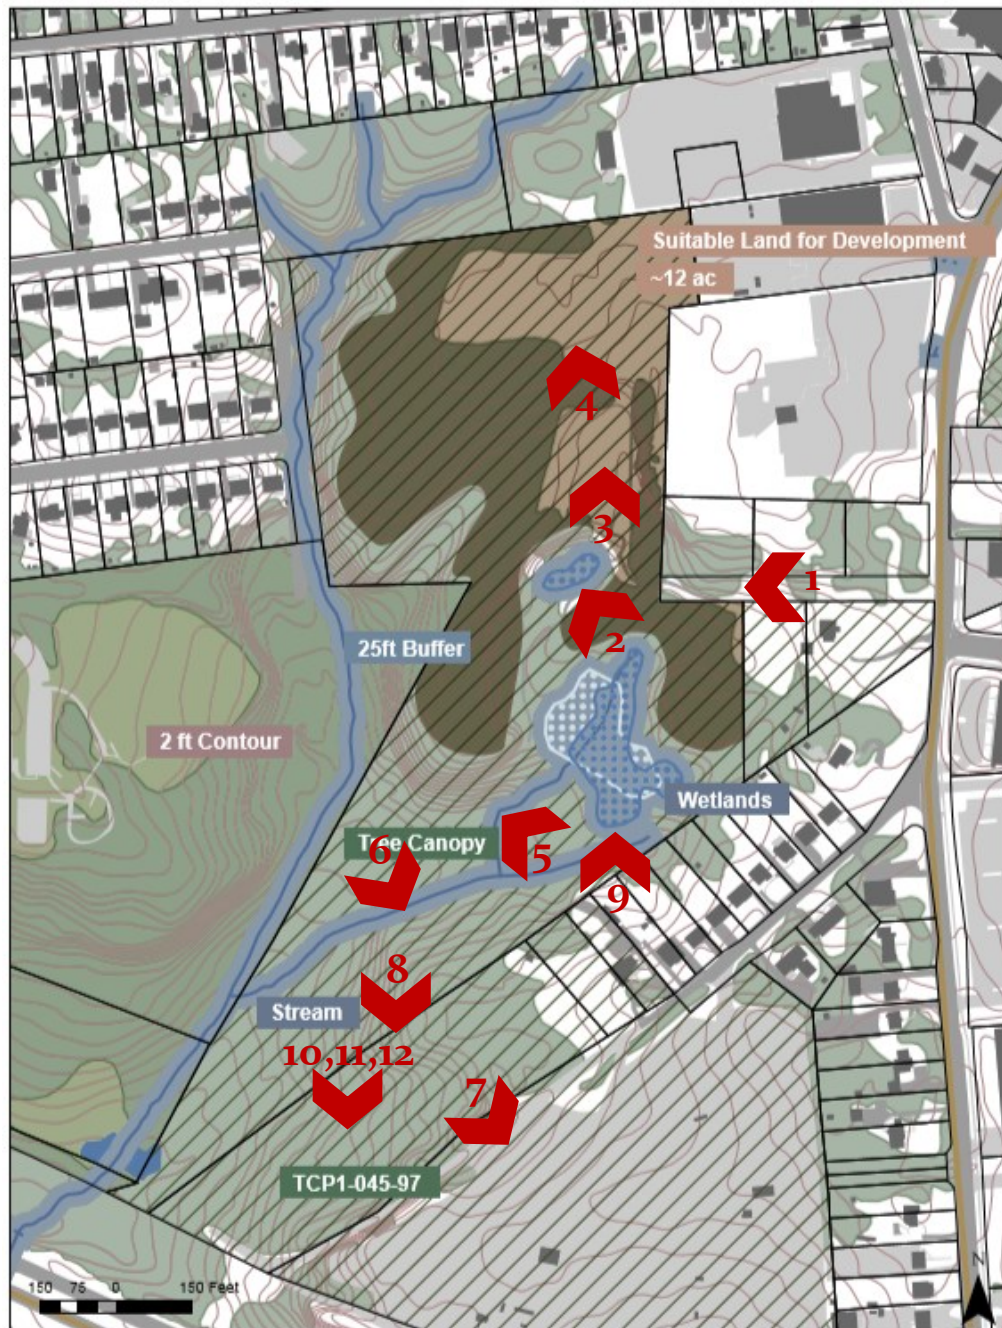 Suitable Land for Development
~12 ac
4
3
1
2
25ft Buffer
2 ft Contour
Wetlands
Tree Canopy
6
5
9
8
Stream
10,11,12
7
TCP1-045-97
150 75 0 150 Feet
N